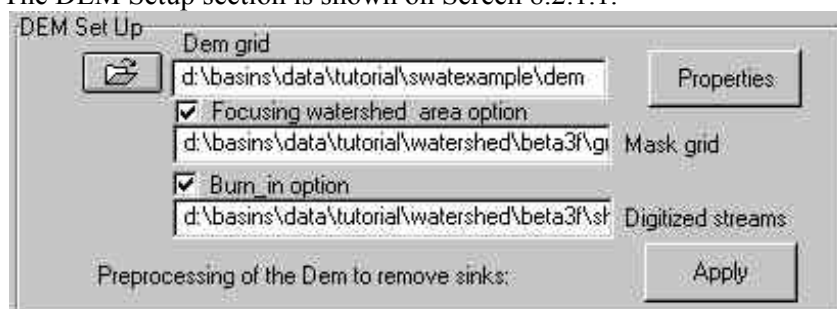 The DEM Setup section is shown on Screen 8.2.1.1.
DEM Set Up
Dem grid
d:\basins\data\tutorial\swatexample\dem
Properties
Focusing watershed area option
d:\basins\data\tutorial\watershed\beta3f\gi
Mask grid
Burn_in option
d:\basins\data\tutorial\watershed\beta3f\sh
Digitized streams
Preprocessing of the Dem to remove sinks:
Apply